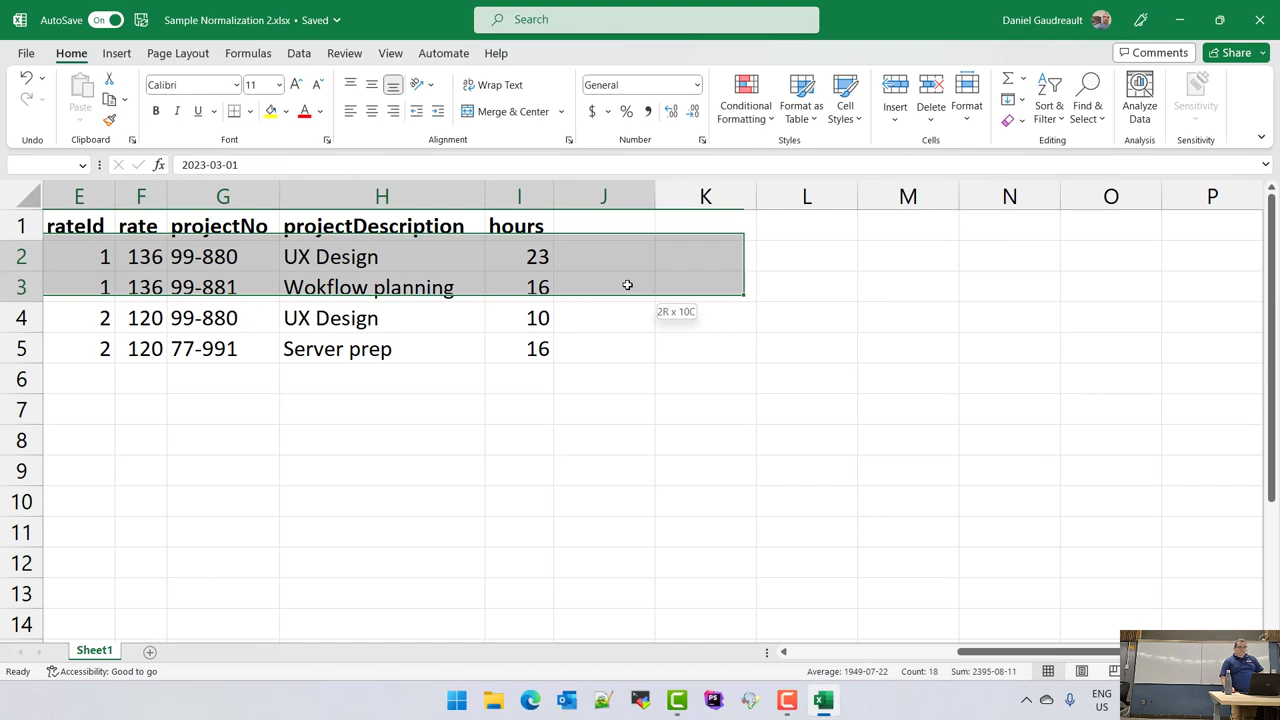 AutoSave On Sample Normalization 2.xlsx • Saved Search Daniel Gaudreault
File Home Insert Page Layout Formulas Data Review View Automate Help Comments Share
Calibri 11 General
Paste Wrap Text Merge & Center Conditional Formatting Format as Table Cell Styles Insert Delete Format Sort & Filter Find & Select Analyze Data Sensitivity
Undo Clipboard Font Alignment Number Styles Cells Editing Analysis Sensitivity
fx 2023-03-01
E F G H I J K L M N O P
1 rateId rate projectNo projectDescription hours
2 1 136 99-880 UX Design 23
3 1 136 99-881 Wokflow planning 16
2R x 10C
4 2 120 99-880 UX Design 10
5 2 120 77-991 Server prep 16
6
7
8
9
10
11
12
13
14
Sheet1
Ready Accessibility: Good to go Average: 1949-07-22 Count: 18 Sum: 2395-08-11
ENG
US